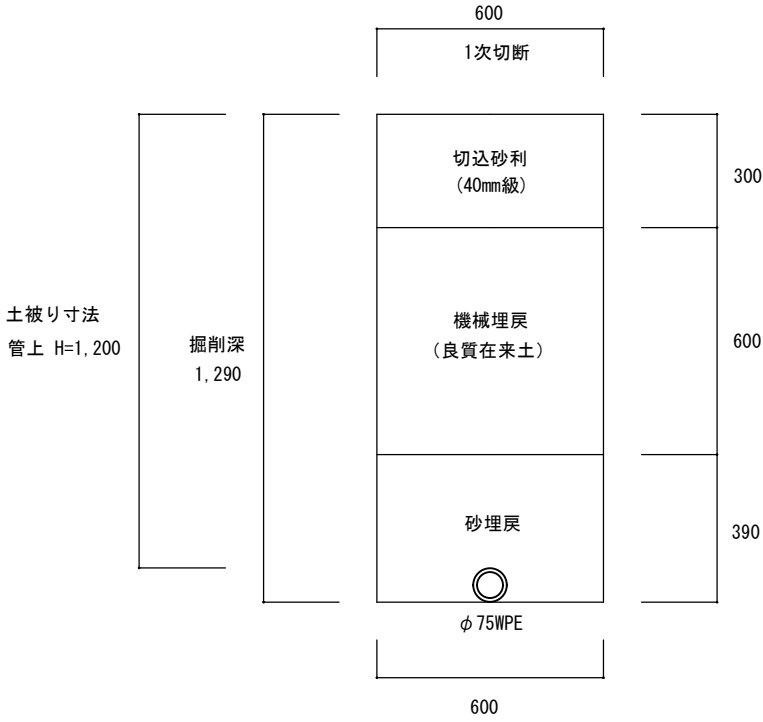 600
1次切断
切込砂利
（40mm級）
300
土被り寸法
管上 H=1,200
掘削深
1,290
機械埋戻
（良質在来土）
600
砂埋戻
390
φ75WPE
600